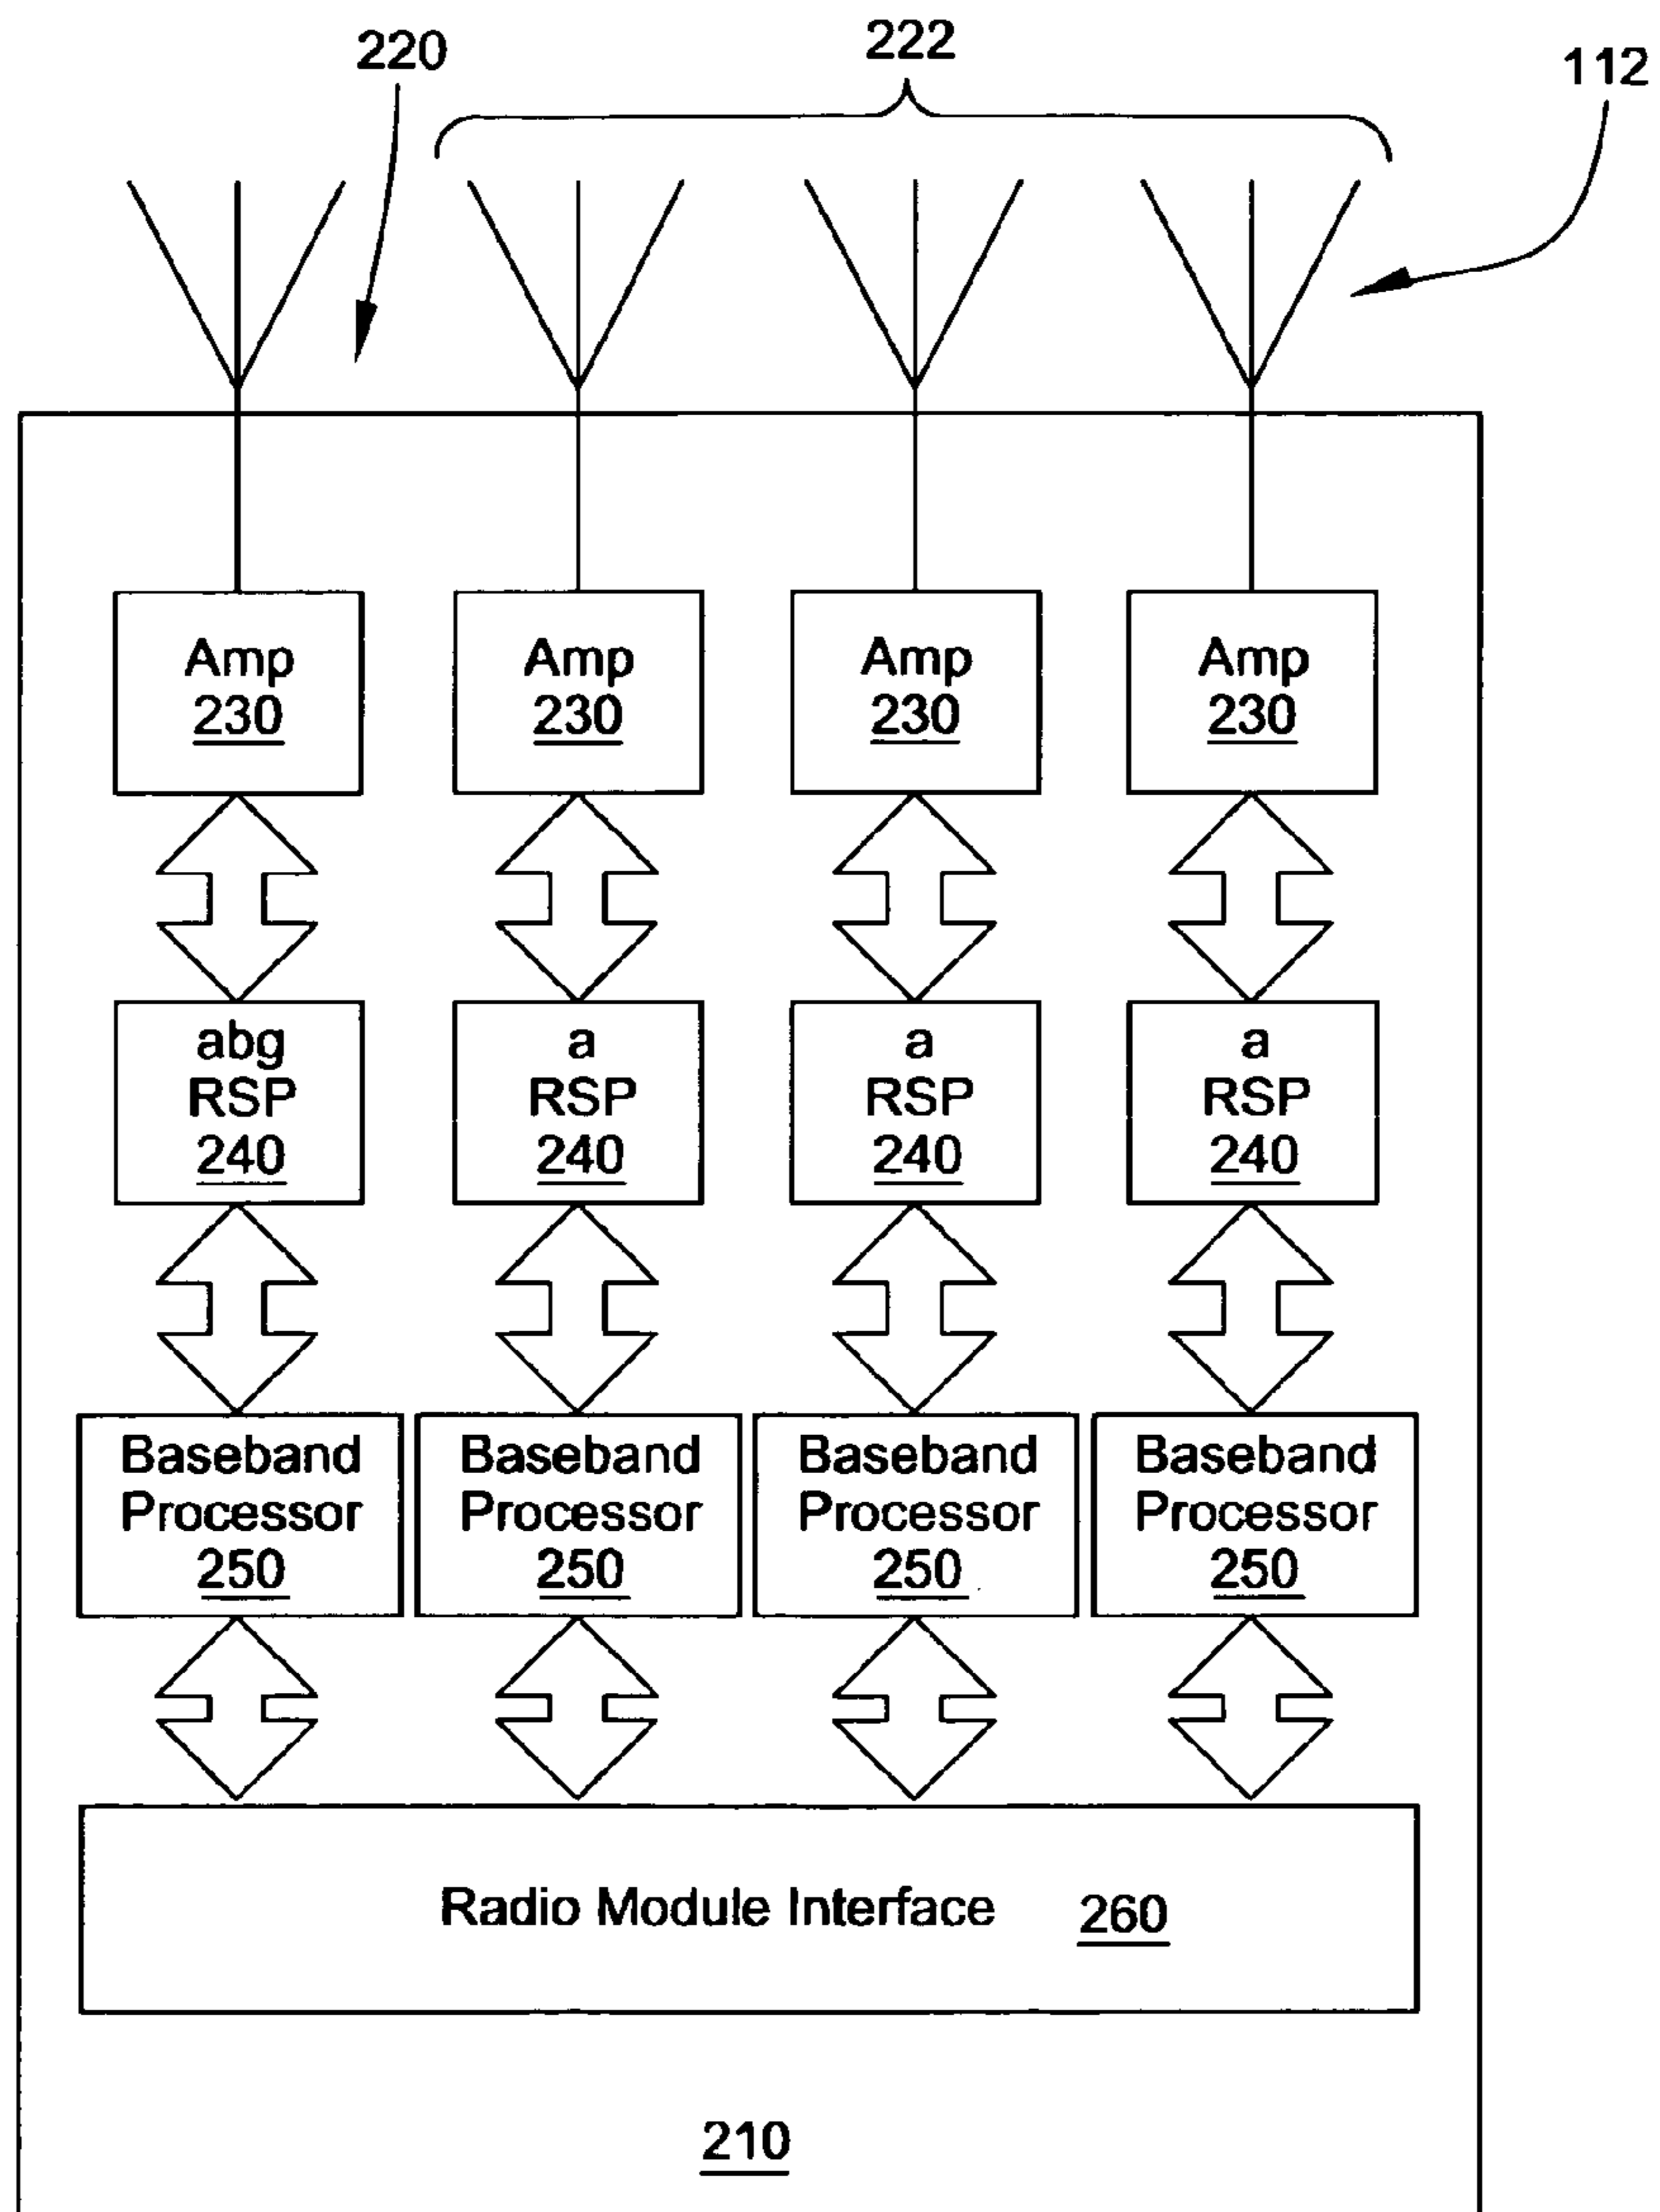 220
222
112
Amp
230
Amp
230
Amp
230
Amp
230
abg
RSP
240
a
RSP
240
a
RSP
240
a
RSP
240
Baseband
Processor
250
Baseband
Processor
250
Baseband
Processor
250
Baseband
Processor
250
Radio Module Interface 260
210